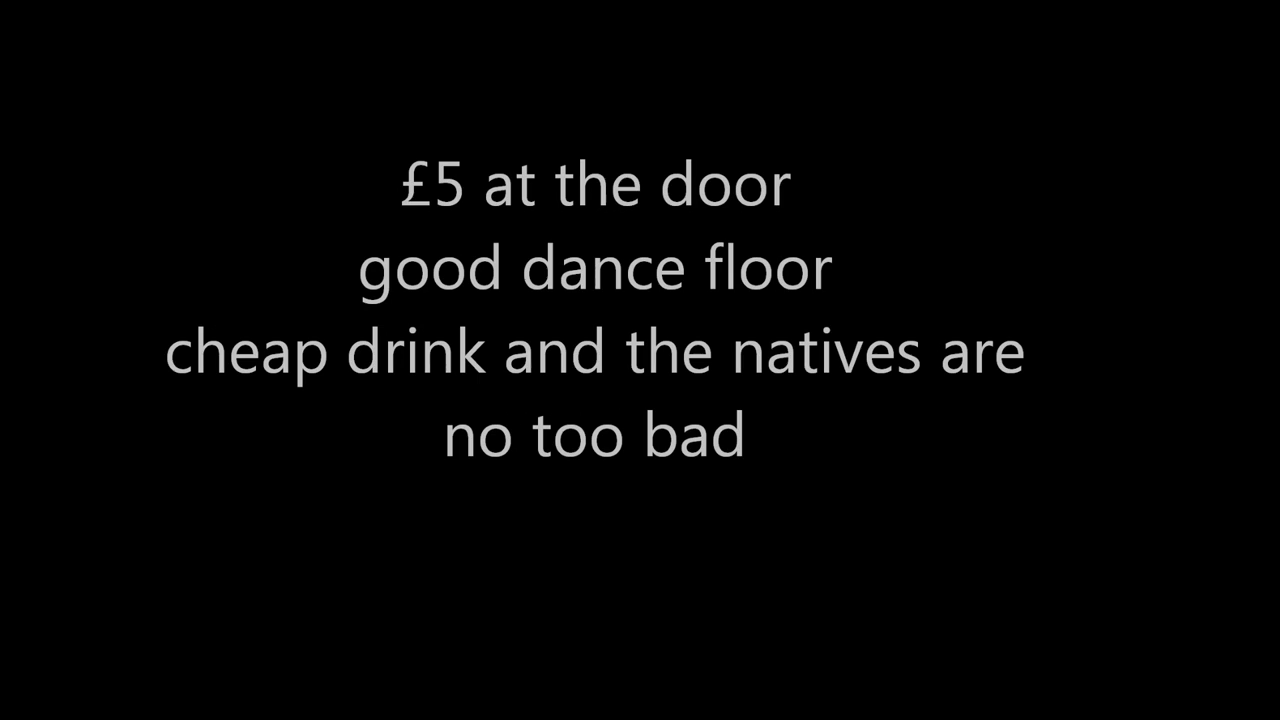 £5 at the door
good dance floor
cheap drink and the natives are
no too bad